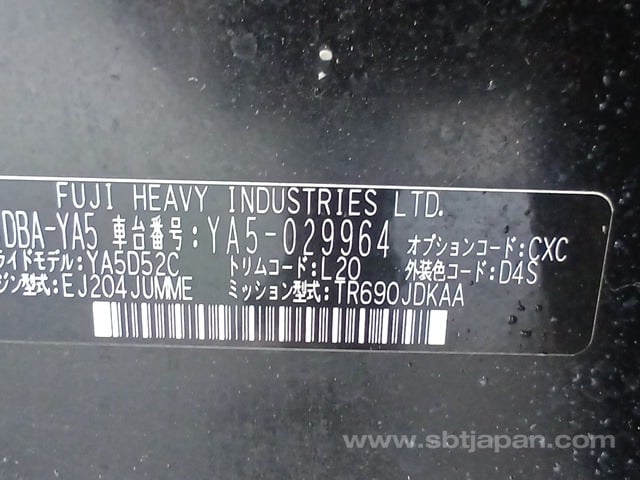 FUJI HEAVY INDUSTRIES LTD.
DBA-YA5 車台番号:YA5-029964 オプションコード:CXC
ライドモデル:YA5D52C トリムコード:L20 外装色コード:D4S
ジン型式:EJ204JUMME ミッション型式:TR690JDKAA
www.sbtjapan.com